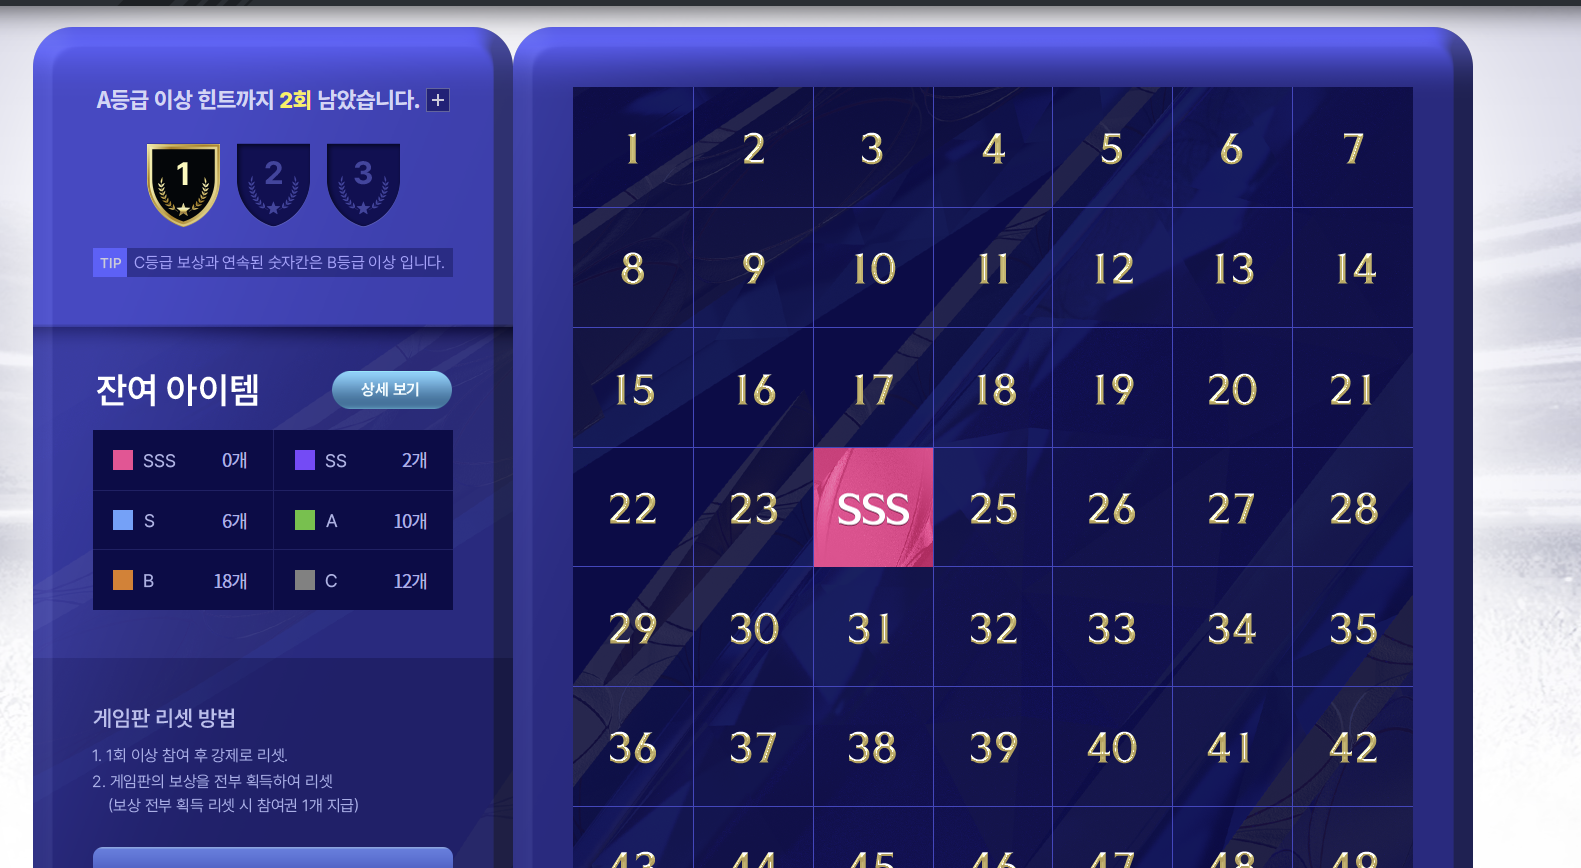 A등급 이상 힌트까지 2회 남았습니다. +
1 2 3
TIP C등급 보상과 연속된 숫자칸은 B등급 이상 입니다.
잔여 아이템 상세 보기
SSS 0개 SS 2개
S 6개 A 10개
B 18개 C 12개
게임판 리셋 방법
1. 1회 이상 참여 후 강제로 리셋.
2. 게임판의 보상을 전부 획득하여 리셋
(보상 전부 획득 리셋 시 참여권 1개 지급)
1 2 3 4 5 6 7
8 9 10 11 12 13 14
15 16 17 18 19 20 21
22 23 SSS 25 26 27 28
29 30 31 32 33 34 35
36 37 38 39 40 41 42
43 44 45 46 47 48 49